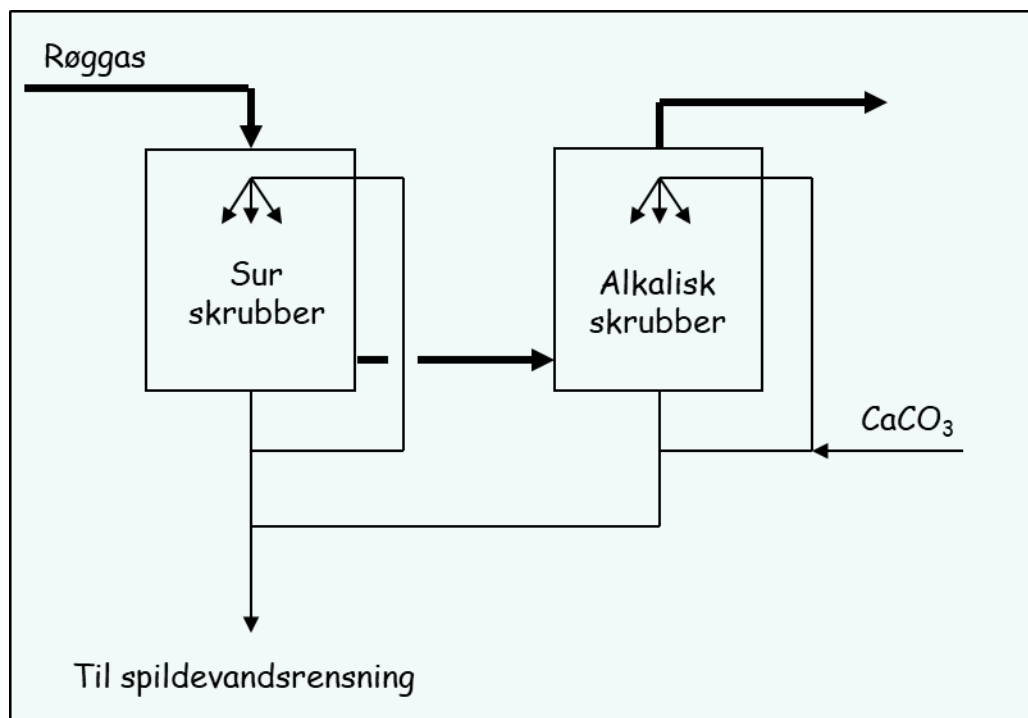 Røggas
Sur
skrubber
Alkalisk
skrubber
CaCO₃
Til spildevandsrensning